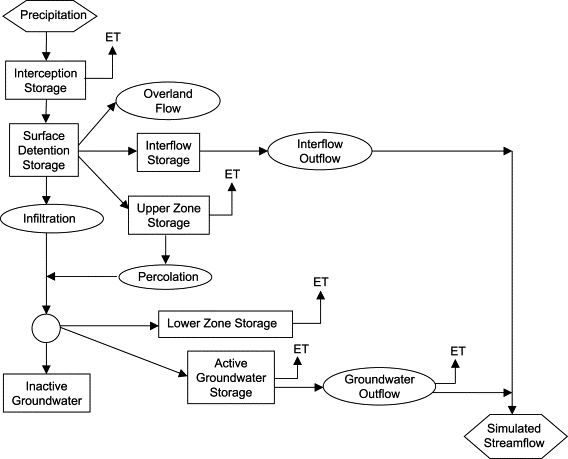 Precipitation
ET
Interception
Storage
Overland
Flow
Surface
Detention
Storage
Interflow
Storage
Interflow
Outflow
ET
Infiltration
Upper Zone
Storage
Percolation
ET
Lower Zone Storage
ET
ET
Inactive
Groundwater
Active
Groundwater
Storage
Groundwater
Outflow
Simulated
Streamflow